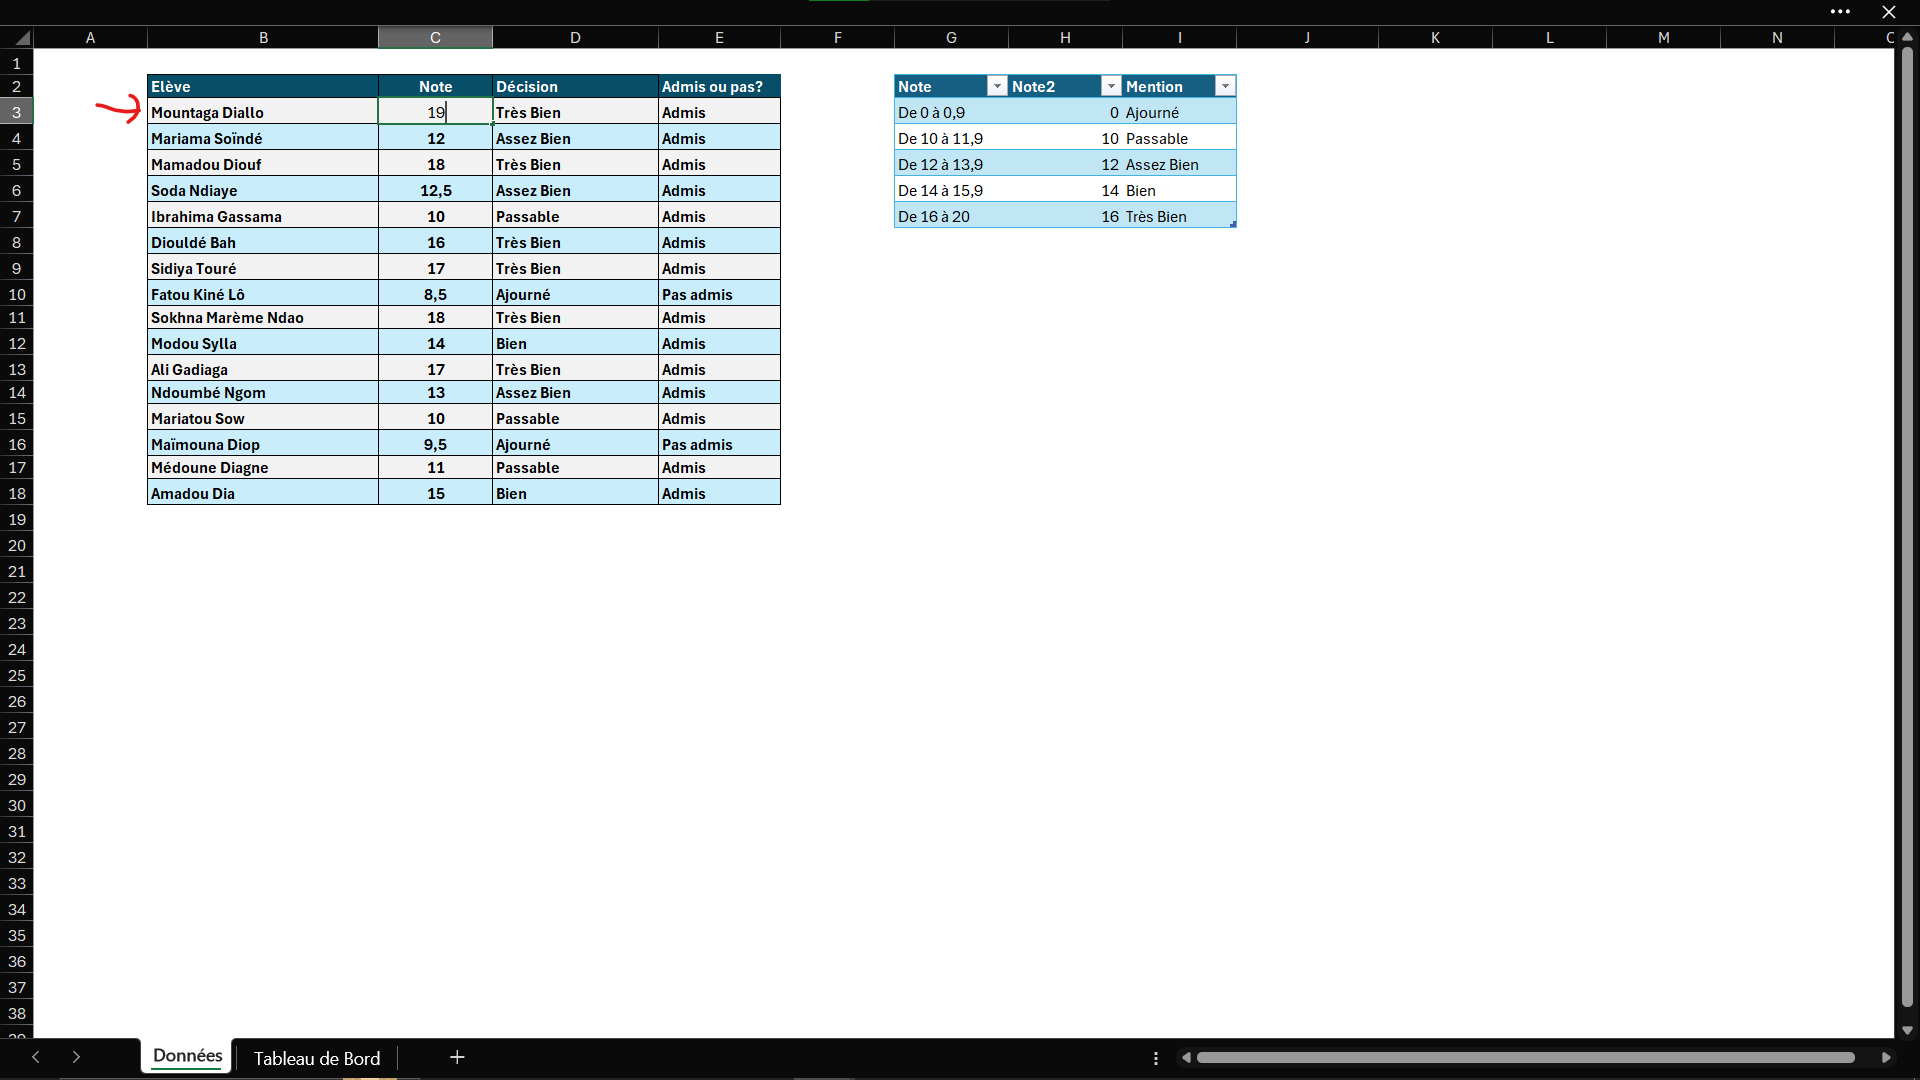 A B C D E F G H I J K L M N
1
2 Elève Note Décision Admis ou pas? Note Note2 Mention
3 Mountaga Diallo 19 Très Bien Admis De 0 à 0,9 0 Ajourné
4 Mariama Soïndé 12 Assez Bien Admis De 10 à 11,9 10 Passable
5 Mamadou Diouf 18 Très Bien Admis De 12 à 13,9 12 Assez Bien
6 Soda Ndiaye 12,5 Assez Bien Admis De 14 à 15,9 14 Bien
7 Ibrahima Gassama 10 Passable Admis De 16 à 20 16 Très Bien
8 Diouldé Bah 16 Très Bien Admis
9 Sidiya Touré 17 Très Bien Admis
10 Fatou Kiné Lô 8,5 Ajourné Pas admis
11 Sokhna Marème Ndao 18 Très Bien Admis
12 Modou Sylla 14 Bien Admis
13 Ali Gadiaga 17 Très Bien Admis
14 Ndoumbé Ngom 13 Assez Bien Admis
15 Mariatou Sow 10 Passable Admis
16 Maïmouna Diop 9,5 Ajourné Pas admis
17 Médoune Diagne 11 Passable Admis
18 Amadou Dia 15 Bien Admis
19
20
21
22
23
24
25
26
27
28
29
30
31
32
33
34
35
36
37
38
Données Tableau de Bord